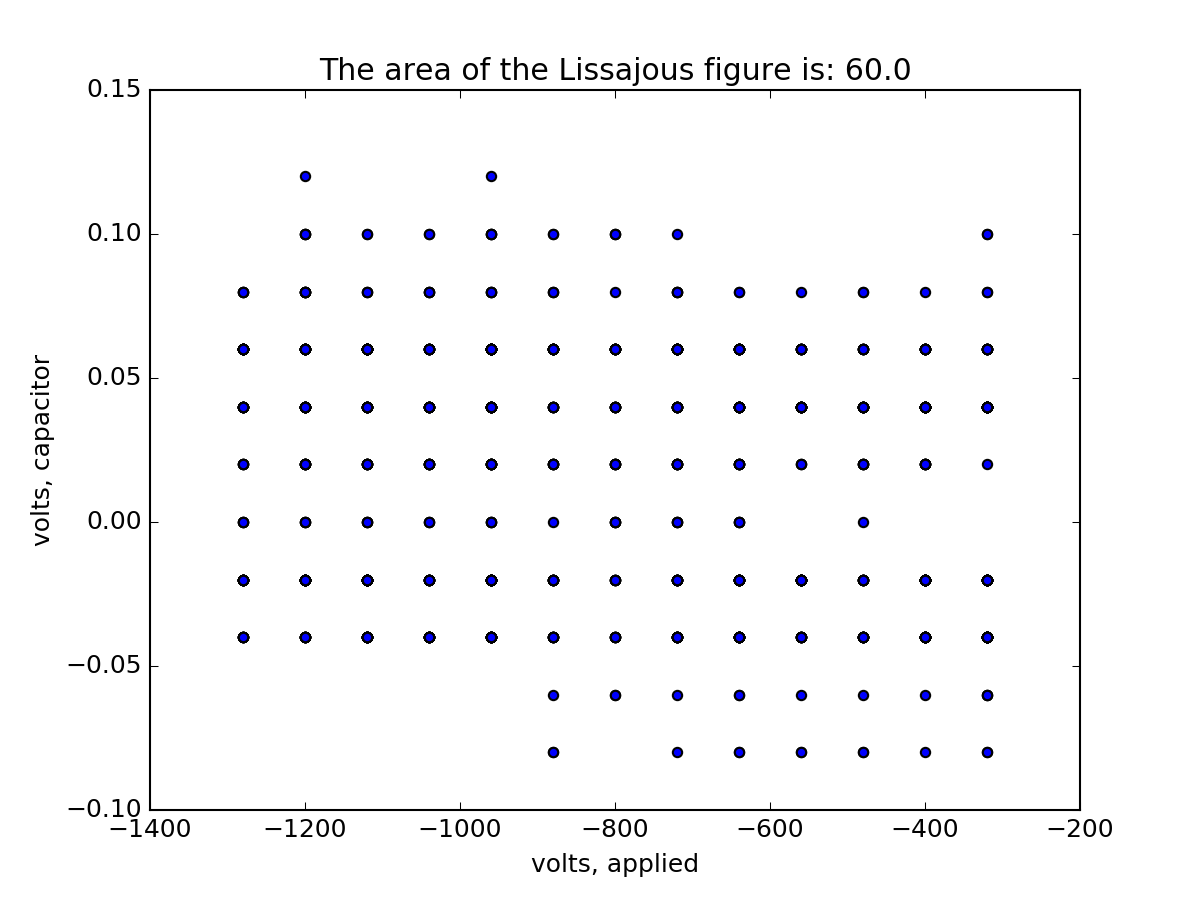 The area of the Lissajous figure is: 60.0
0.15
0.10
0.05
0.00
−0.05
−0.10
volts, capacitor
−1400 −1200 −1000 −800 −600 −400 −200
volts, applied